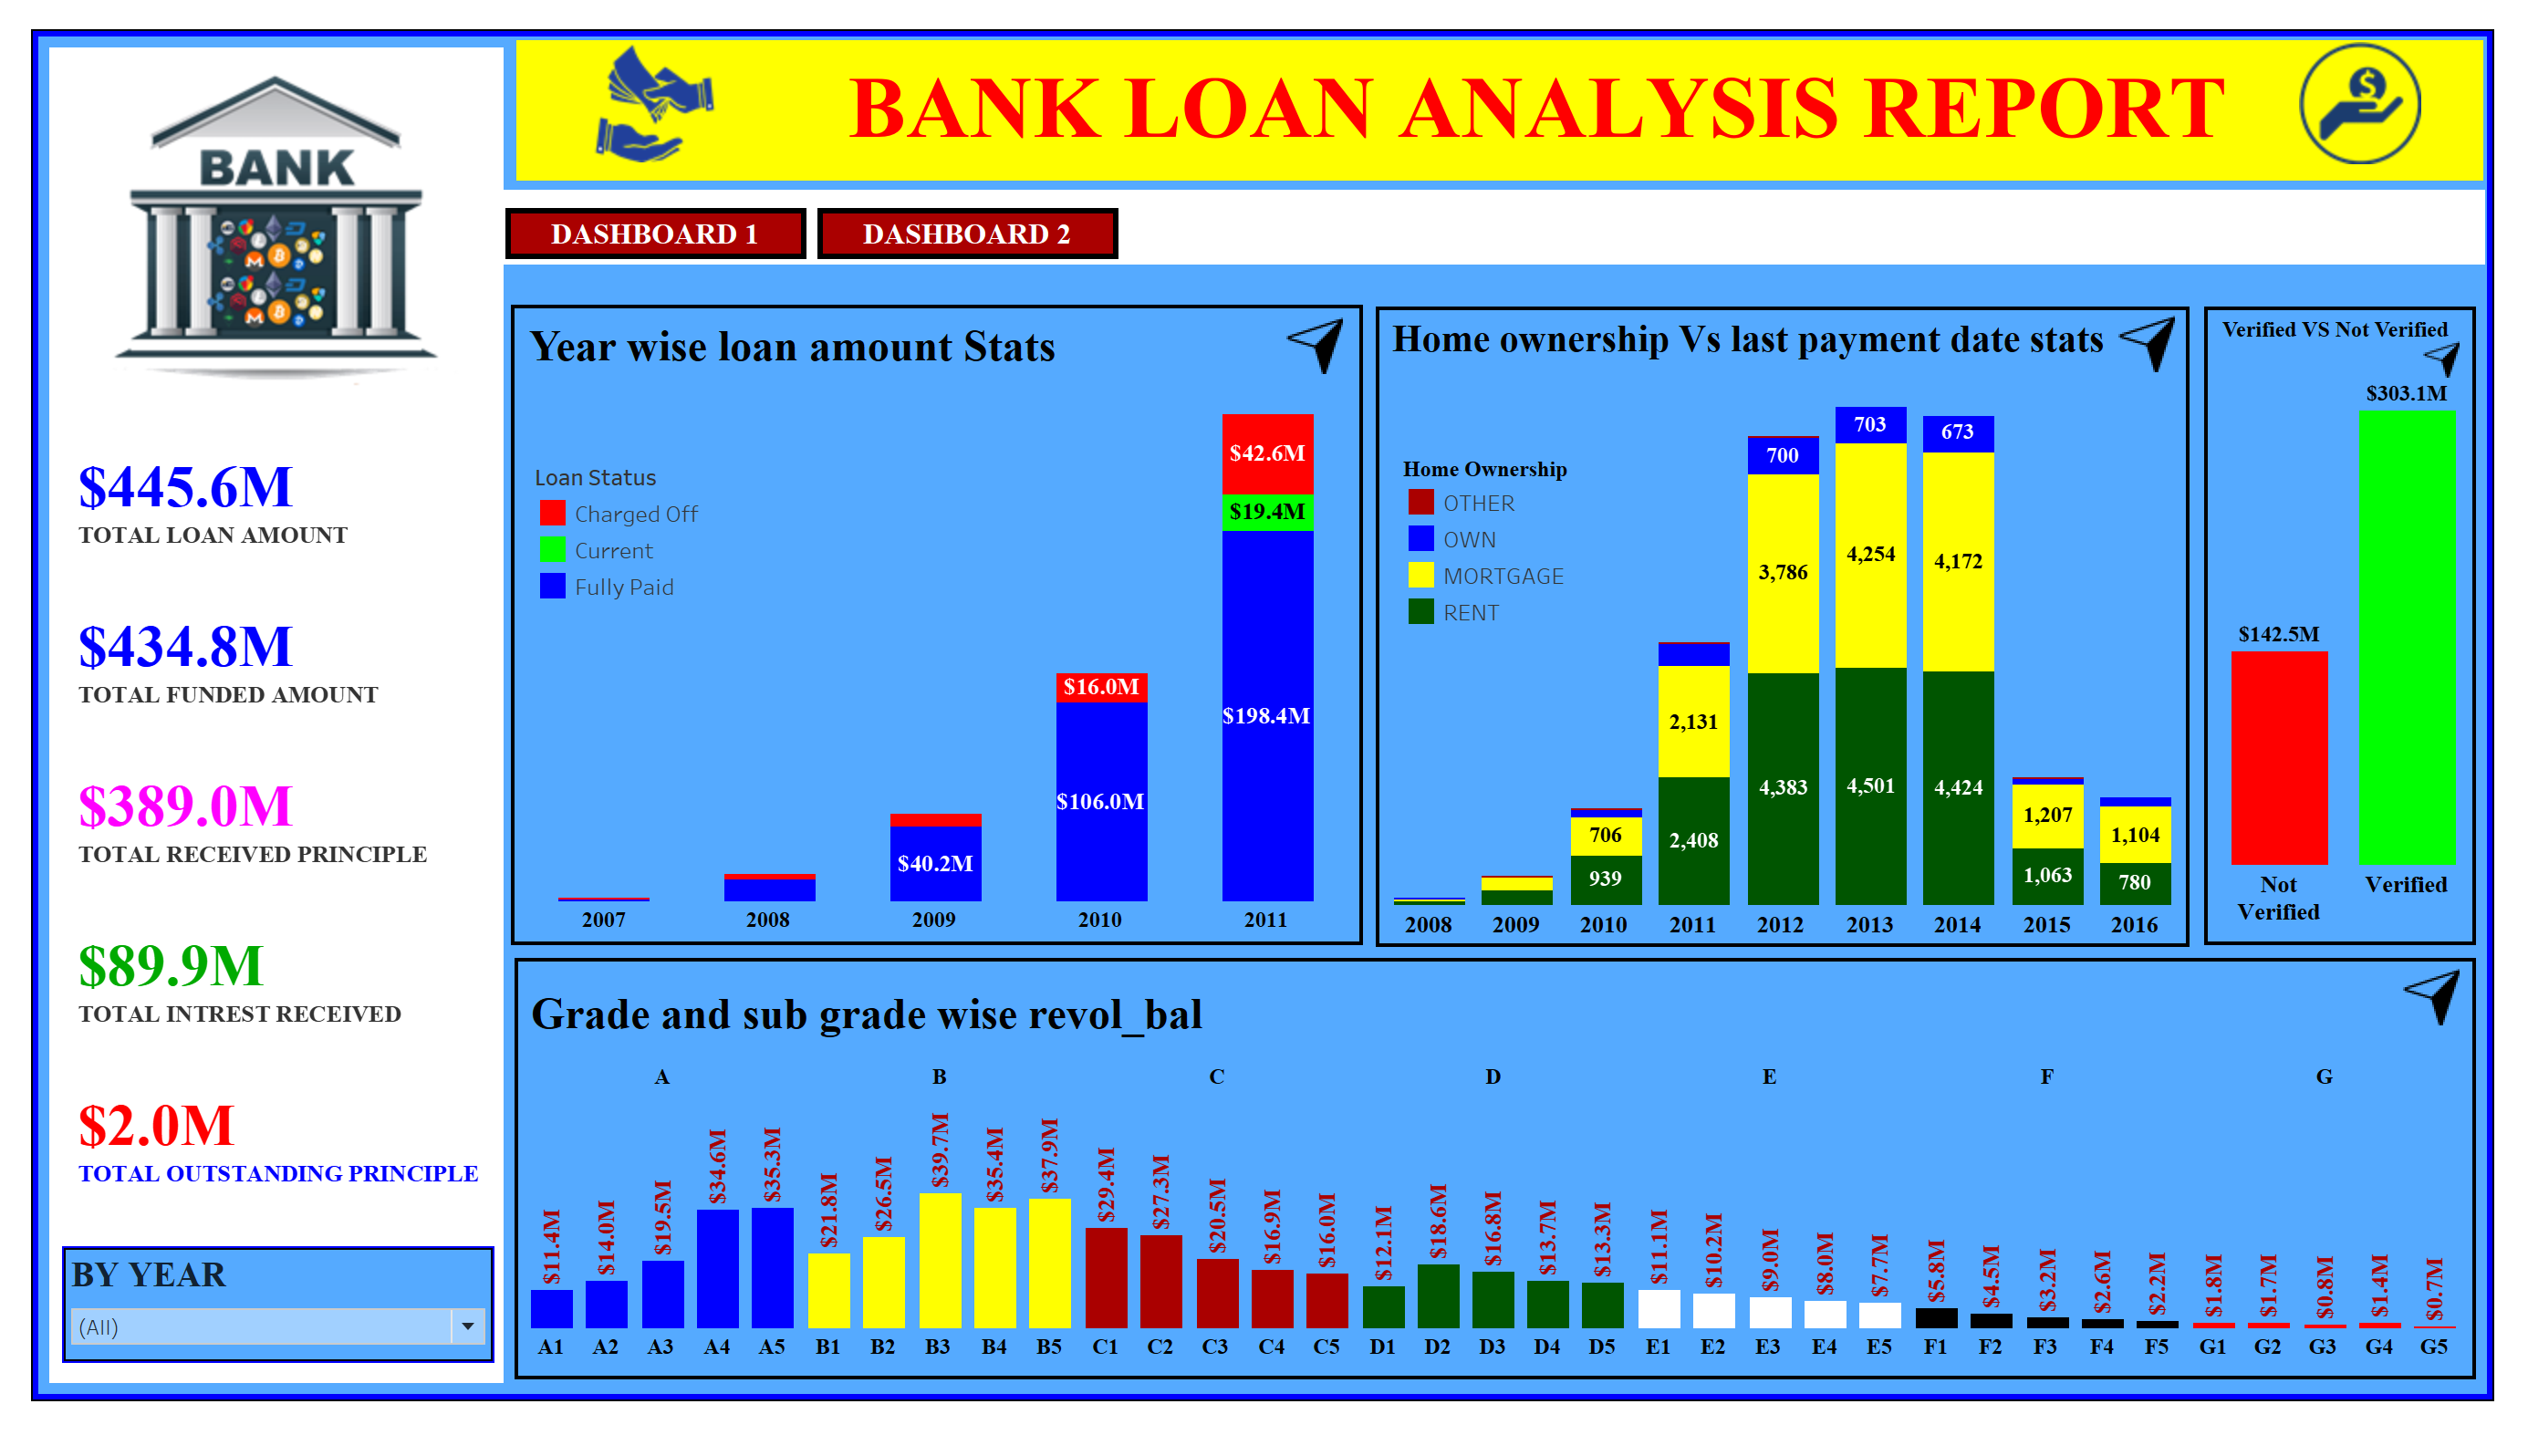 BANK
BANK LOAN ANALYSIS REPORT
DASHBOARD 1
DASHBOARD 2
$445.6M
TOTAL LOAN AMOUNT
$434.8M
TOTAL FUNDED AMOUNT
$389.0M
TOTAL RECEIVED PRINCIPLE
$89.9M
TOTAL INTREST RECEIVED
$2.0M
TOTAL OUTSTANDING PRINCIPLE
BY YEAR
(All)
Year wise loan amount Stats
Loan Status
Charged Off
Current
Fully Paid
$40.2M
$16.0M
$106.0M
$42.6M
$19.4M
$198.4M
2007 2008 2009 2010 2011
Home ownership Vs last payment date stats
Home Ownership
OTHER
OWN
MORTGAGE
RENT
706
939
2,131
2,408
700
3,786
4,383
703
4,254
4,501
673
4,172
4,424
1,207
1,063
1,104
780
2008 2009 2010 2011 2012 2013 2014 2015 2016
Verified VS Not Verified
$303.1M
$142.5M
Not
Verified
Verified
Grade and sub grade wise revol_bal
A B C D E F G
$11.4M $14.0M $19.5M $34.6M $35.3M $21.8M $26.5M $39.7M $35.4M $37.9M $29.4M $27.3M $20.5M $16.9M $16.0M $12.1M $18.6M $16.8M $13.7M $13.3M $11.1M $10.2M $9.0M $8.0M $7.7M $5.8M $4.5M $3.2M $2.6M $2.2M $1.8M $1.7M $0.8M $1.4M $0.7M
A1 A2 A3 A4 A5 B1 B2 B3 B4 B5 C1 C2 C3 C4 C5 D1 D2 D3 D4 D5 E1 E2 E3 E4 E5 F1 F2 F3 F4 F5 G1 G2 G3 G4 G5